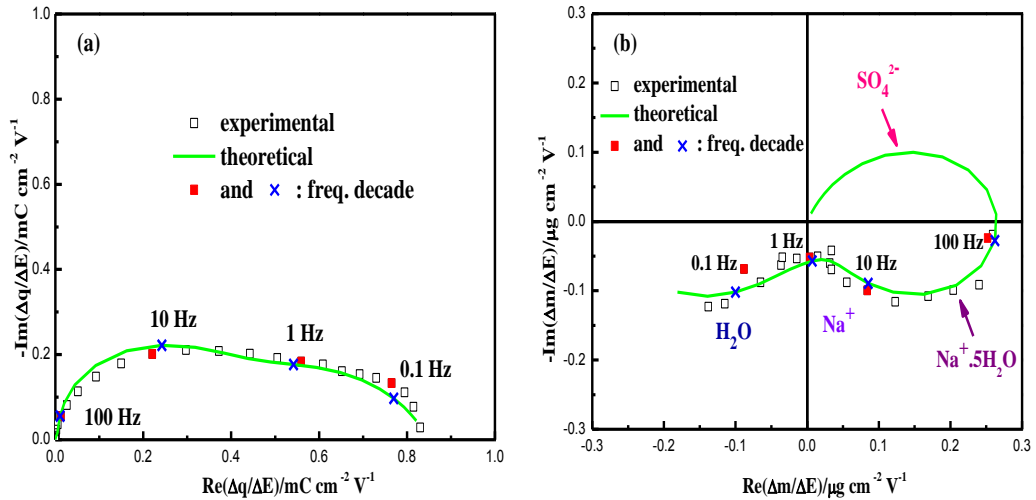 (a)
experimental
theoretical
and × : freq. decade
10 Hz
1 Hz
0.1 Hz
100 Hz
1.0
0.8
0.6
0.4
0.2
0.0
0.0 0.2 0.4 0.6 0.8 1.0
-Im(Δq/ΔE)/mC cm⁻² V⁻¹
Re(Δq/ΔE)/mC cm⁻² V⁻¹
(b)
SO₄²⁻
experimental
theoretical
and × : freq. decade
1 Hz
100 Hz
0.1 Hz
10 Hz
H₂O
Na⁺
Na⁺.5H₂O
0.3
0.2
0.1
0.0
-0.1
-0.2
-0.3
-0.3 -0.2 -0.1 0.0 0.1 0.2 0.3
-Im(Δm/ΔE)/µg cm⁻² V⁻¹
Re(Δm/ΔE)/µg cm⁻² V⁻¹